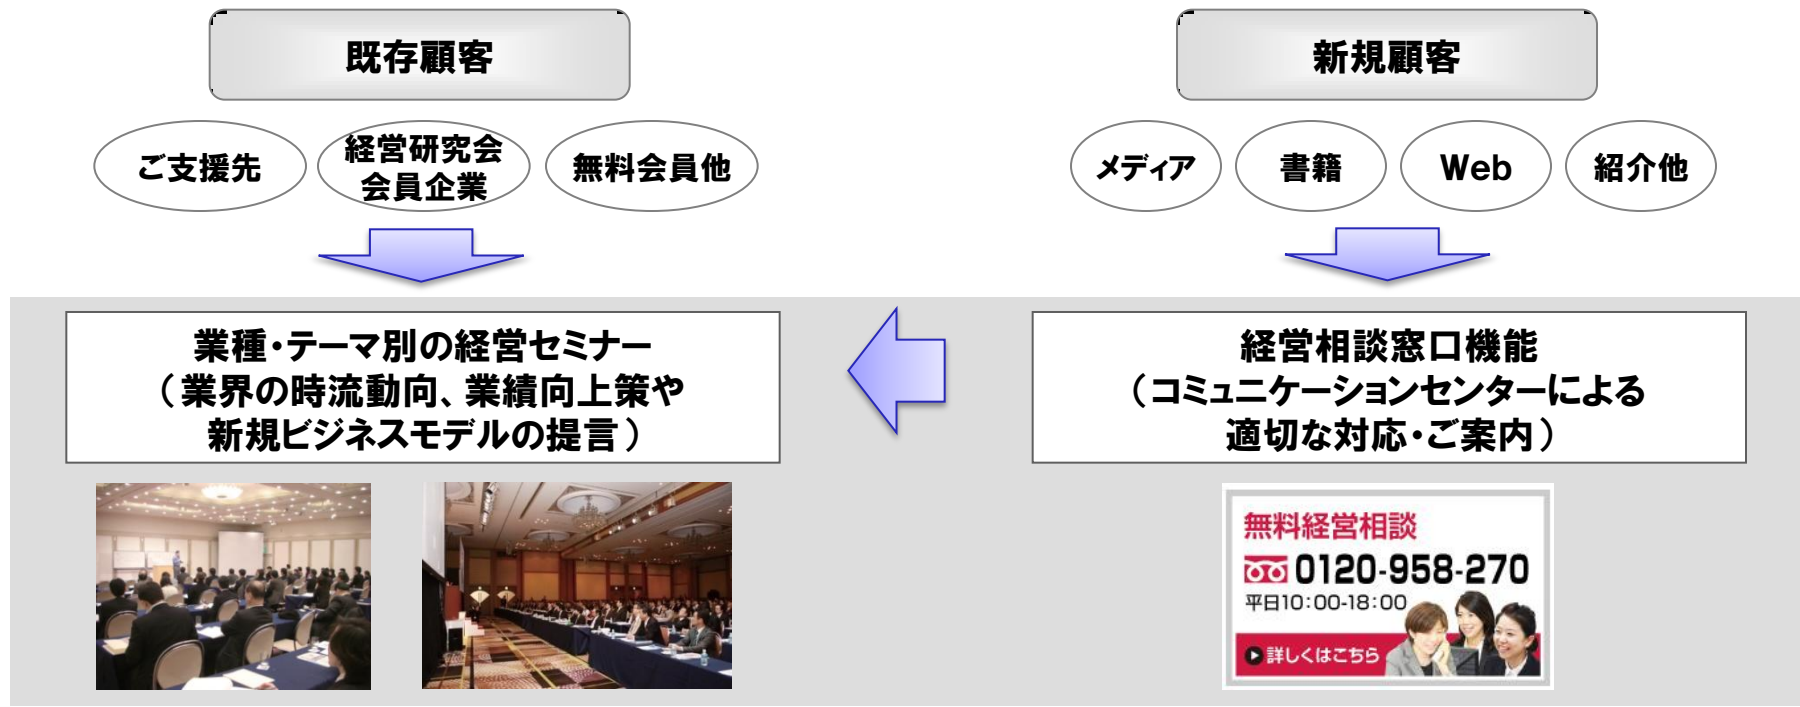 既存顧客
ご支援先
経営研究会
会員企業
無料会員他
新規顧客
メディア
書籍
Web
紹介他
業種・テーマ別の経営セミナー
（業界の時流動向、業績向上策や
新規ビジネスモデルの提言）
経営相談窓口機能
（コミュニケーションセンターによる
適切な対応・ご案内）
無料経営相談
0120-958-270
平日10：00-18：00
詳しくはこちら